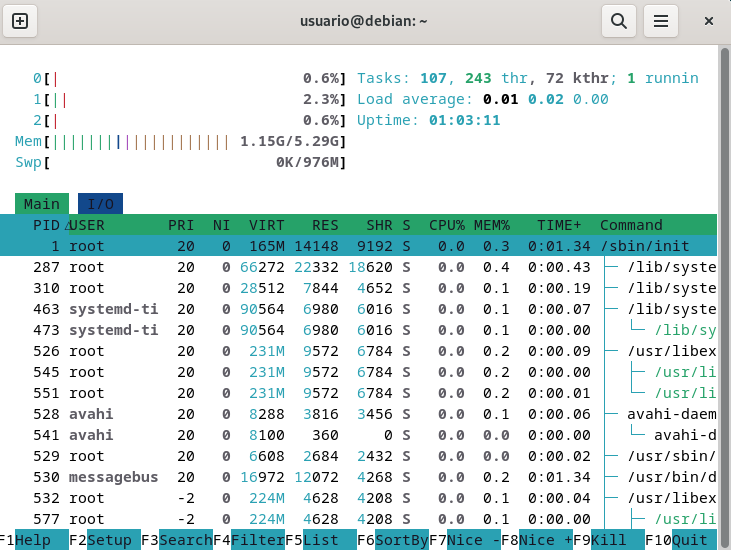 usuario@debian: ~
0[| 0.6%] Tasks: 107, 243 thr, 72 kthr; 1 runnin
1[|| 2.3%] Load average: 0.01 0.02 0.00
2[| 0.6%] Uptime: 01:03:11
Mem[|||||||||||||||||||| 1.15G/5.29G]
Swp[ 0K/976M]
Main I/O
PID△USER PRI NI VIRT RES SHR S CPU% MEM% TIME+ Command
1 root 20 0 165M 14148 9192 S 0.0 0.3 0:01.34 /sbin/init
287 root 20 0 66272 22332 18620 S 0.0 0.4 0:00.43 ├─ /lib/syste
310 root 20 0 28512 7844 4652 S 0.0 0.1 0:00.19 ├─ /lib/syste
463 systemd-ti 20 0 90564 6980 6016 S 0.0 0.1 0:00.07 ├─ /lib/syste
473 systemd-ti 20 0 90564 6980 6016 S 0.0 0.1 0:00.00 │ └─ /lib/sy
526 root 20 0 231M 9572 6784 S 0.0 0.2 0:00.09 ├─ /usr/libex
545 root 20 0 231M 9572 6784 S 0.0 0.2 0:00.00 │ ├─ /usr/li
551 root 20 0 231M 9572 6784 S 0.0 0.2 0:00.01 │ └─ /usr/li
528 avahi 20 0 8288 3816 3456 S 0.0 0.1 0:00.06 ├─ avahi-daem
541 avahi 20 0 8100 360 0 S 0.0 0.0 0:00.00 │ └─ avahi-d
529 root 20 0 6608 2684 2432 S 0.0 0.0 0:00.02 ├─ /usr/sbin/
530 messagebus 20 0 16972 12072 4268 S 0.0 0.2 0:01.34 ├─ /usr/bin/d
532 root -2 0 224M 4628 4208 S 0.0 0.1 0:00.04 ├─ /usr/libex
577 root -2 0 224M 4628 4208 S 0.0 0.1 0:00.00 │ ├─ /usr/li
F1Help F2Setup F3SearchF4FilterF5List F6SortByF7Nice -F8Nice +F9Kill F10Quit